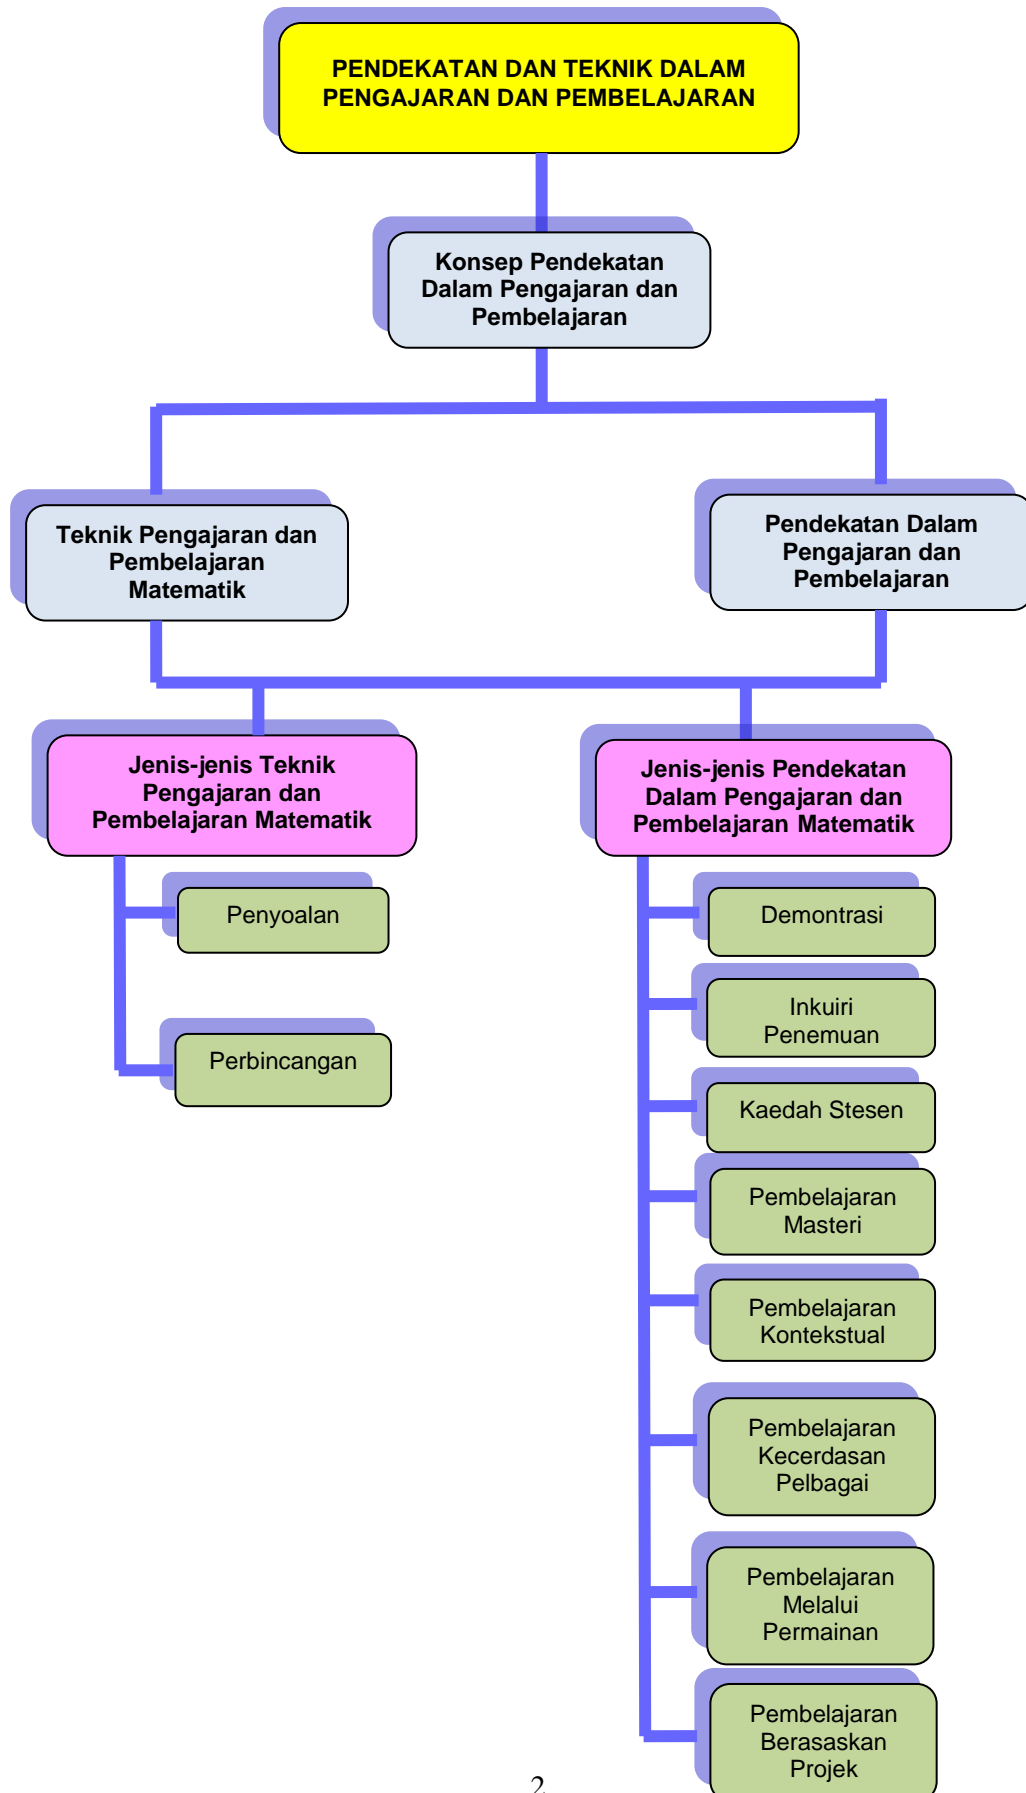 PENDEKATAN DAN TEKNIK DALAM
PENGAJARAN DAN PEMBELAJARAN
Konsep Pendekatan
Dalam Pengajaran dan
Pembelajaran
Teknik Pengajaran dan
Pembelajaran
Matematik
Pendekatan Dalam
Pengajaran dan
Pembelajaran
Jenis-jenis Teknik
Pengajaran dan
Pembelajaran Matematik
Penyoalan
Perbincangan
Jenis-jenis Pendekatan
Dalam Pengajaran dan
Pembelajaran Matematik
Demontrasi
Inkuiri
Penemuan
Kaedah Stesen
Pembelajaran
Masteri
Pembelajaran
Kontekstual
Pembelajaran
Kecerdasan
Pelbagai
Pembelajaran
Melalui
Permainan
Pembelajaran
Berasaskan
Projek
2